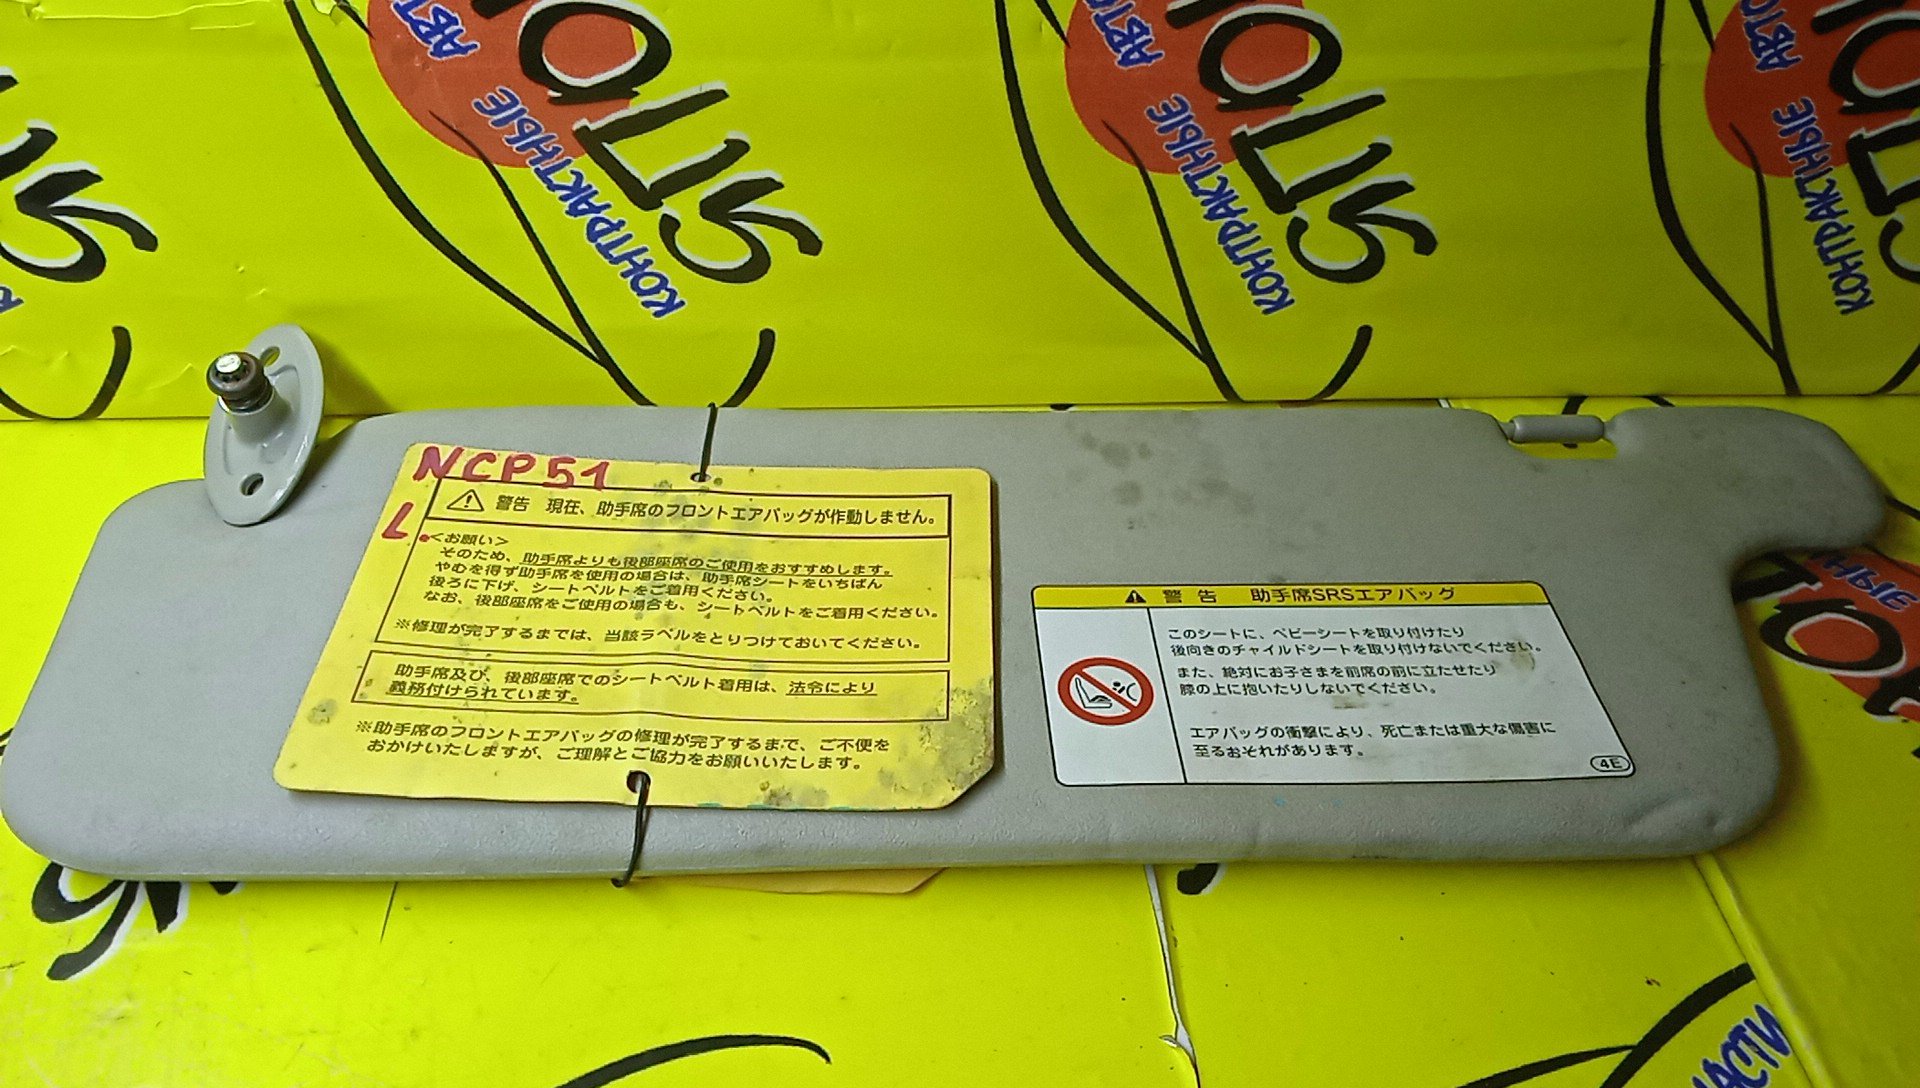 АВТО
КОНТРАКТНЫЕ
АВТО
КОНТРАКТНЫЕ
АВТО
КОНТРАКТНЫЕ
NCP51
L
警告 現在、助手席のフロントエアバッグが作動しません。
<お願い>
そのため、助手席よりも後部座席のご使用をおすすめします。
やむを得ず助手席を使用の場合は、助手席シートをいちばん
後ろに下げ、シートベルトをご着用ください。
なお、後部座席をご使用の場合も、シートベルトをご着用ください。
※修理が完了するまでは、当該ラベルをとりつけておいてください。
助手席及び、後部座席でのシートベルト着用は、法令により
義務付けられています。
※助手席のフロントエアバッグの修理が完了するまで、ご不便を
おかけいたしますが、ご理解とご協力をお願いいたします。
警告 助手席SRSエアバッグ
このシートに、ベビーシートを取り付けたり
後向きのチャイルドシートを取り付けないでください。
また、絶対にお子さまを前席の前に立たせたり
膝の上に抱いたりしないでください。
エアバッグの衝撃により、死亡または重大な傷害に
至るおそれがあります。
4E